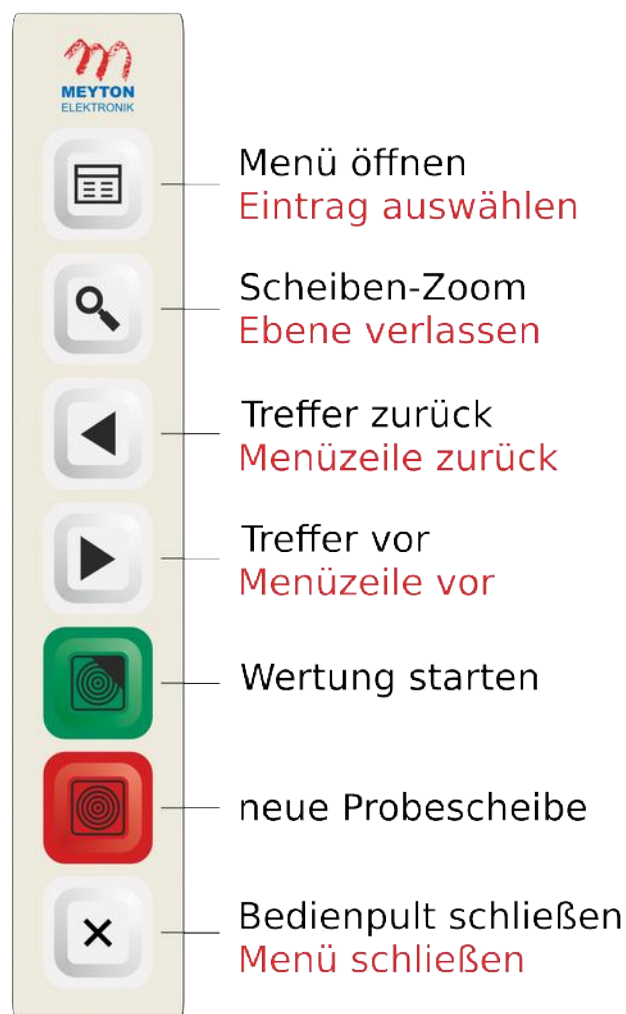 MEYTON
ELEKTRONIK
Menü öffnen
Eintrag auswählen
Scheiben-Zoom
Ebene verlassen
Treffer zurück
Menüzeile zurück
Treffer vor
Menüzeile vor
Wertung starten
neue Probescheibe
Bedienpult schließen
Menü schließen